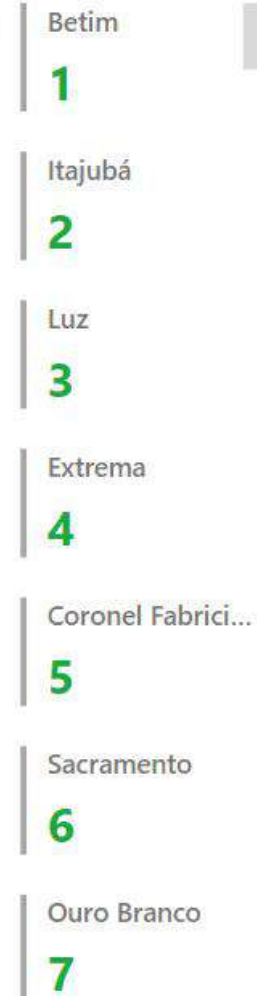 Betim
1
Itajubá
2
Luz
3
Extrema
4
Coronel Fabrici...
5
Sacramento
6
Ouro Branco
7